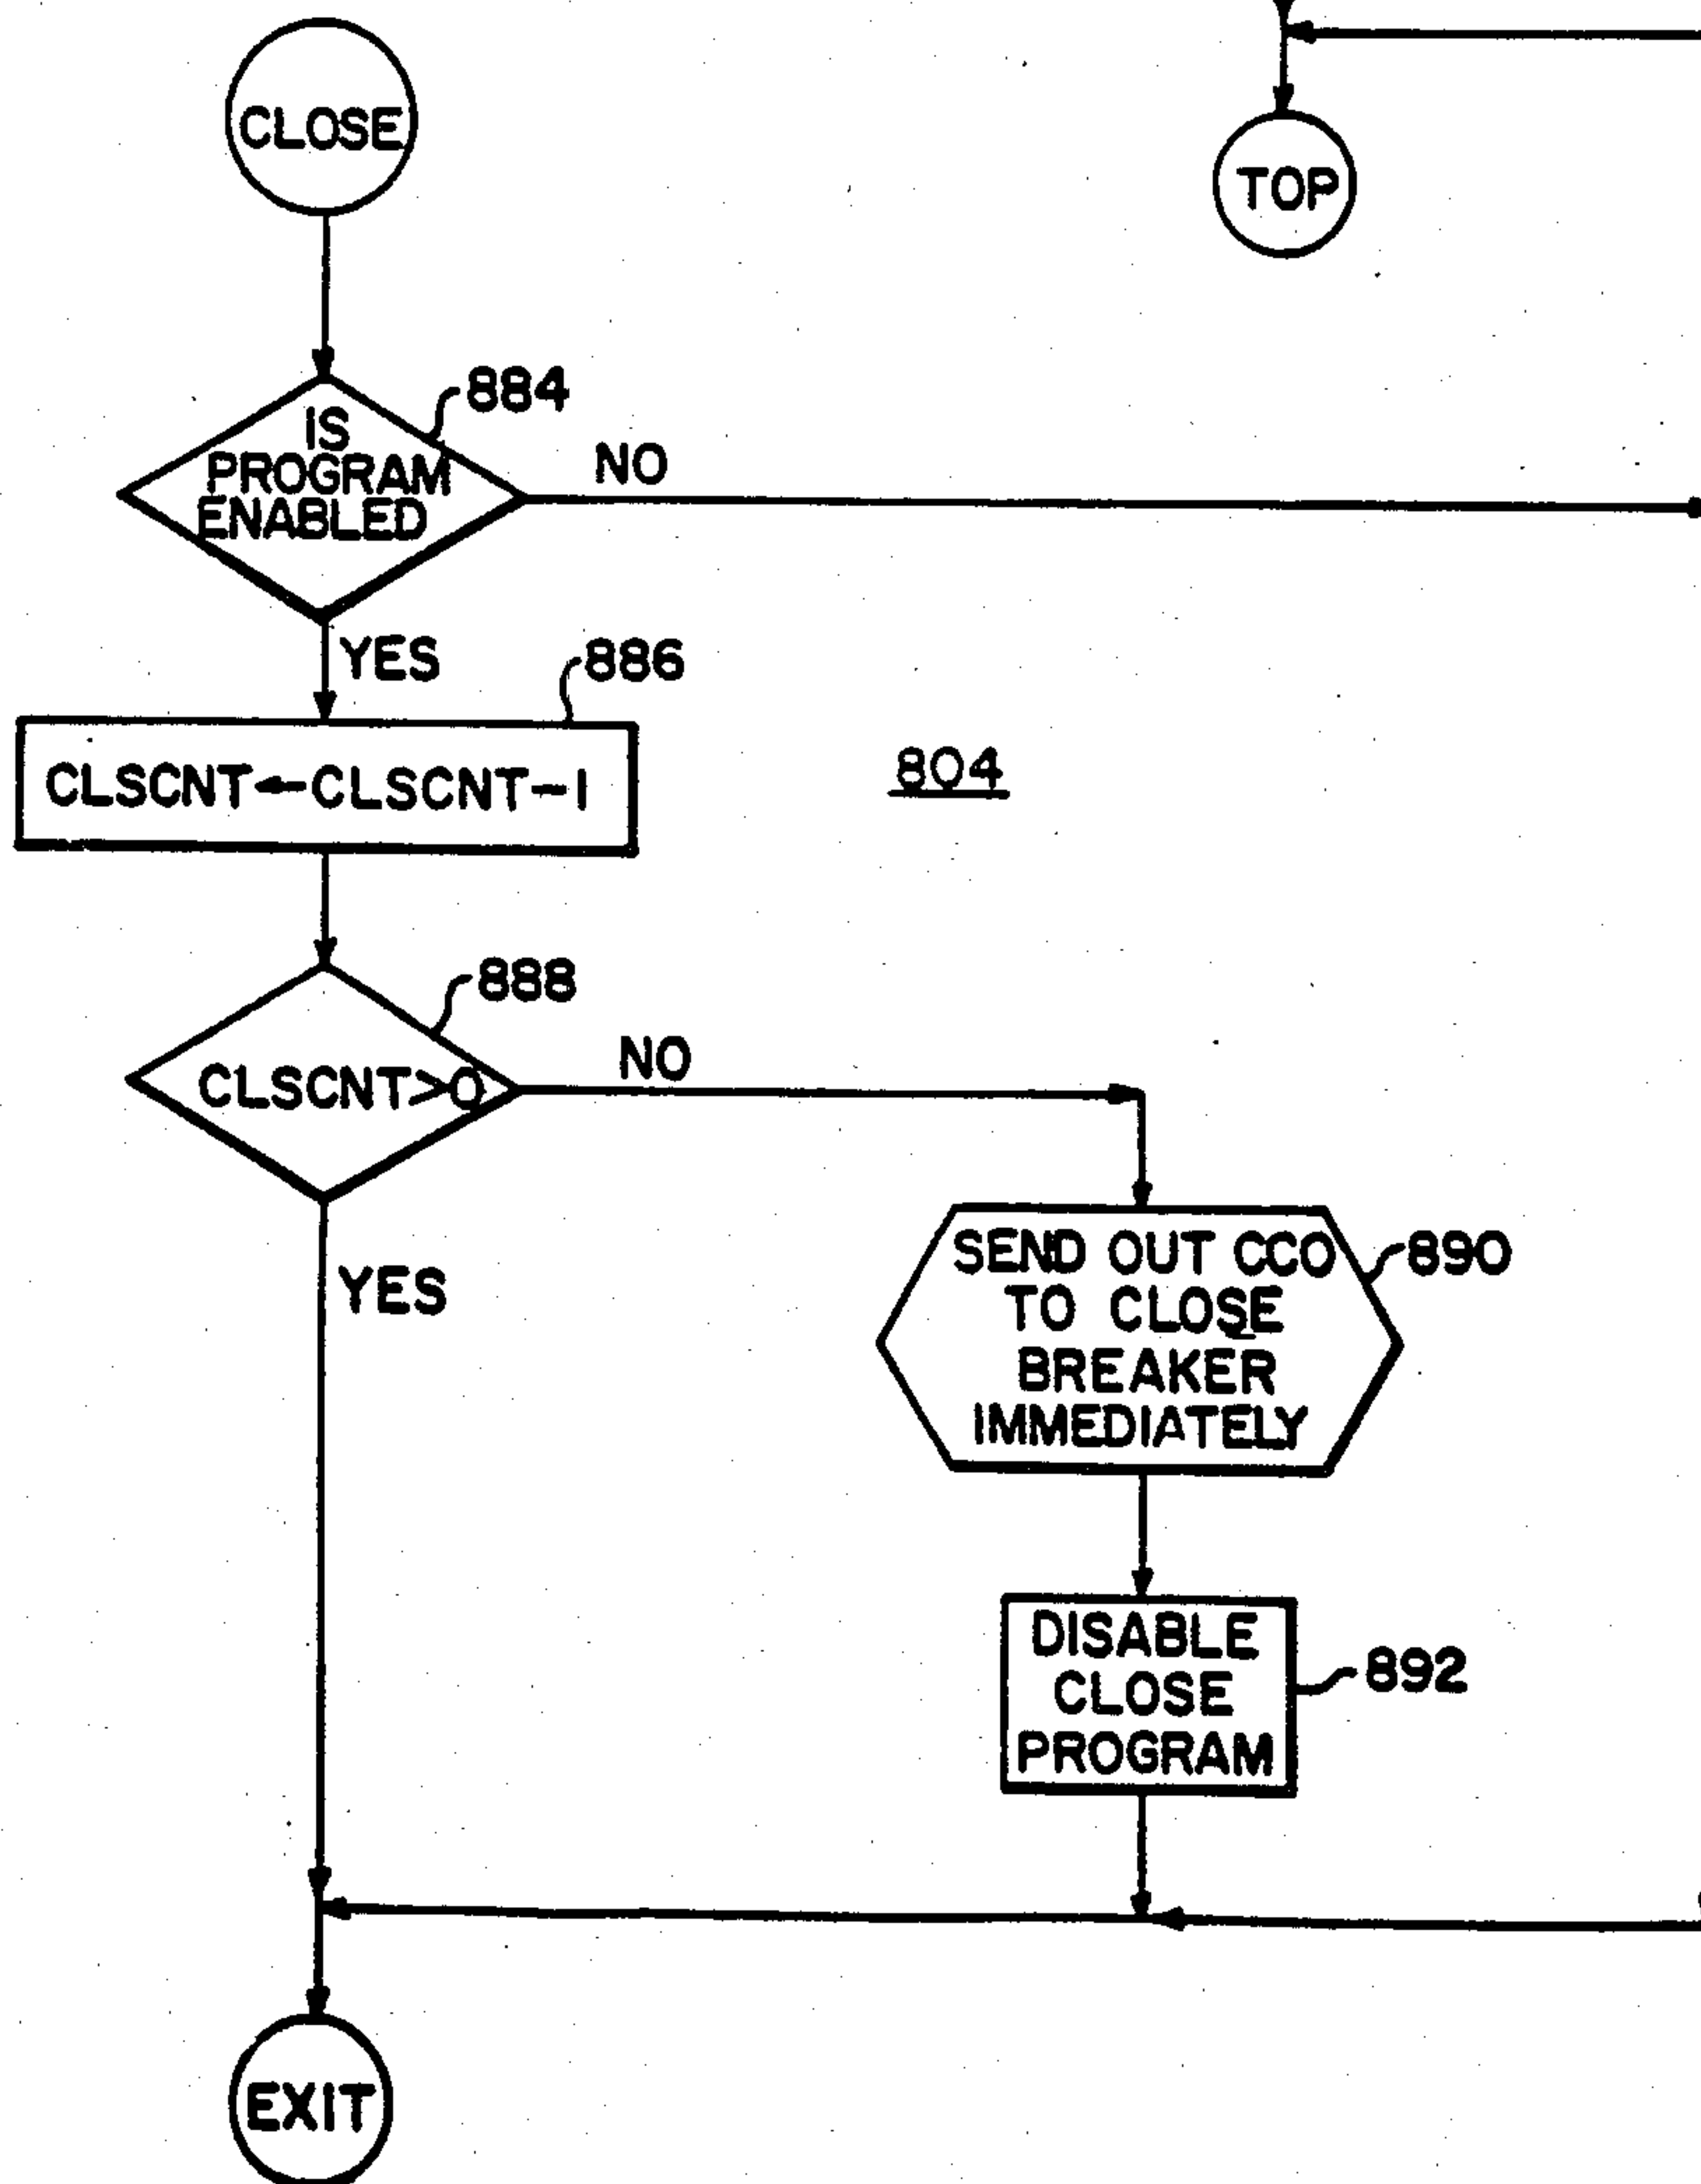 CLOSE
TOP
884
IS
PROGRAM
ENABLED
NO
YES
886
CLSCNT←CLSCNT-1
804
888
CLSCNT>0
NO
YES
SEND OUT CCO
TO CLOSE
BREAKER
IMMEDIATELY
890
DISABLE
CLOSE
PROGRAM
892
EXIT